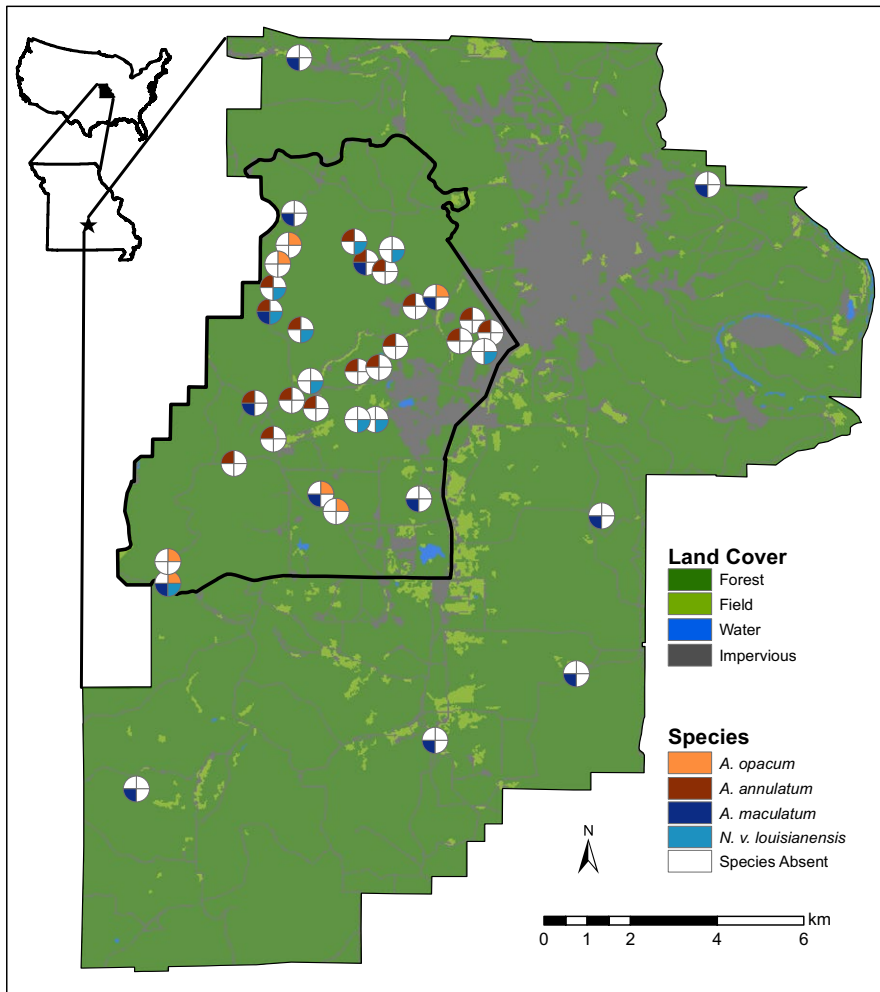 Land Cover
Forest
Field
Water
Impervious
Species
A. opacum
A. annulatum
A. maculatum
N. v. louisianensis
Species Absent
N
km
0 1 2 4 6